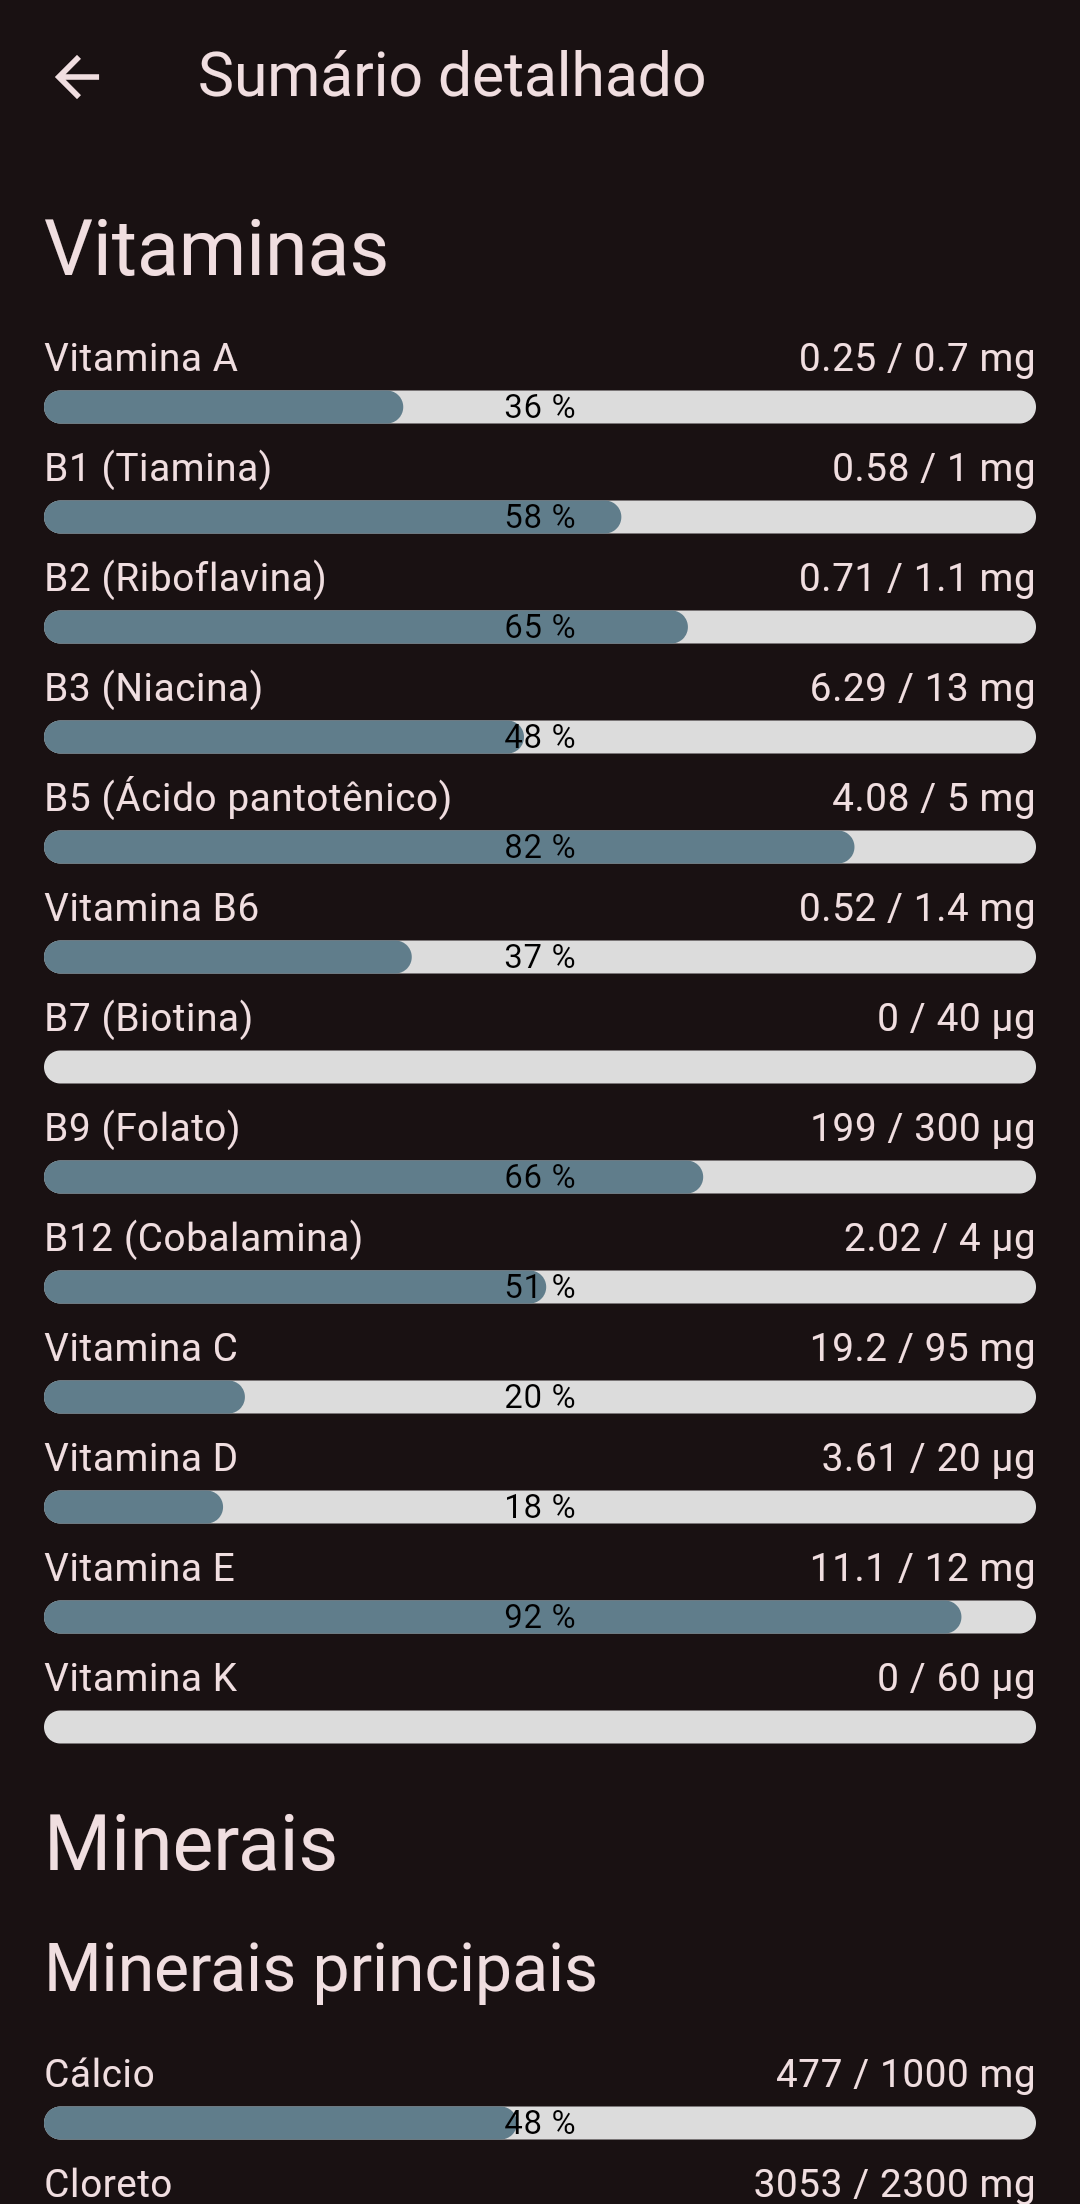 Sumário detalhado
Vitaminas
Vitamina A 0.25 / 0.7 mg
36 %
B1 (Tiamina) 0.58 / 1 mg
58 %
B2 (Riboflavina) 0.71 / 1.1 mg
65 %
B3 (Niacina) 6.29 / 13 mg
48 %
B5 (Ácido pantotênico) 4.08 / 5 mg
82 %
Vitamina B6 0.52 / 1.4 mg
37 %
B7 (Biotina) 0 / 40 µg
B9 (Folato) 199 / 300 µg
66 %
B12 (Cobalamina) 2.02 / 4 µg
51 %
Vitamina C 19.2 / 95 mg
20 %
Vitamina D 3.61 / 20 µg
18 %
Vitamina E 11.1 / 12 mg
92 %
Vitamina K 0 / 60 µg
Minerais
Minerais principais
Cálcio 477 / 1000 mg
48 %
Cloreto 3053 / 2300 mg